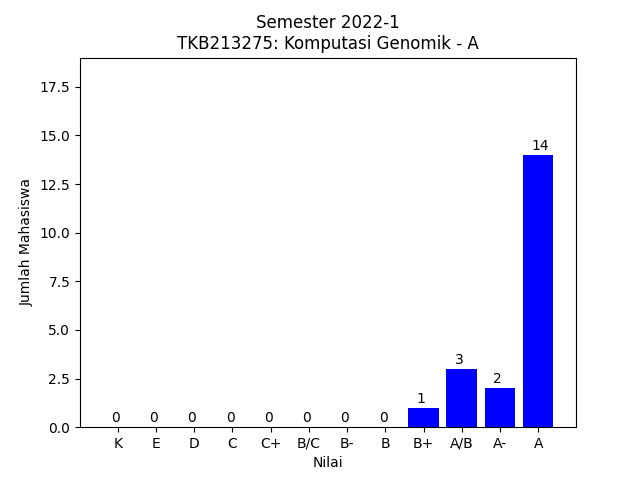 Semester 2022-1
TKB213275: Komputasi Genomik - A
Jumlah Mahasiswa
17.5
15.0
12.5
10.0
7.5
5.0
2.5
0.0
0 0 0 0 0 0 0 0 1 3 2 14
K E D C C+ B/C B- B B+ A/B A- A
Nilai